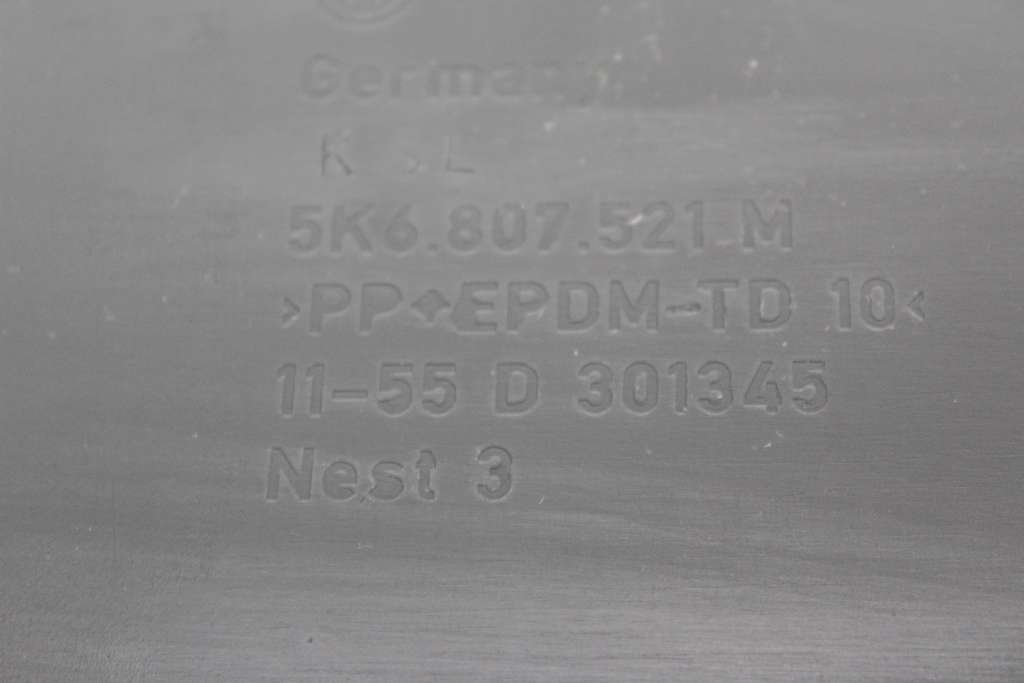 Germany
5K6.807.521 M
>PP+EPDM-TD 10<
11-55 D 301345
Nest 3